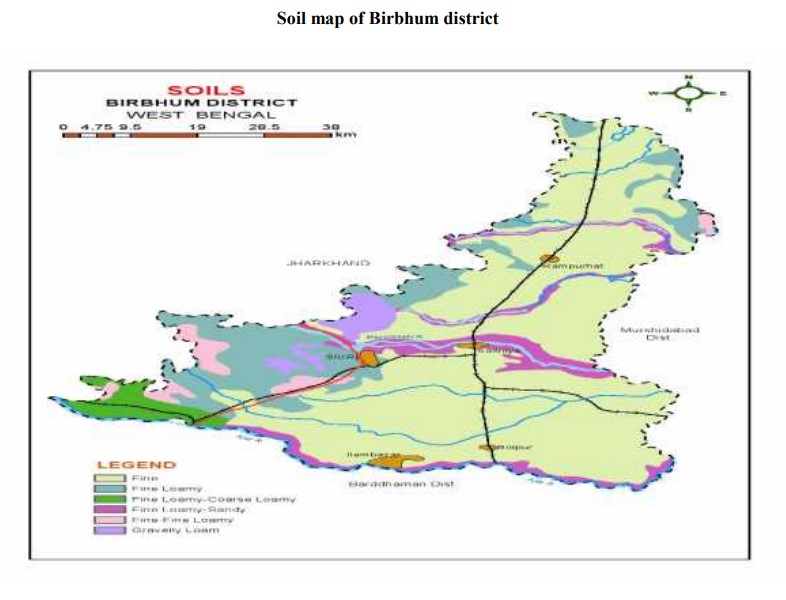 Soil map of Birbhum district
SOILS
BIRBHUM DISTRICT
WEST BENGAL
0 4.75 9.5 19 28.5 38
km
N
W E
S
JHARKHAND
Rampurhat
Murshidabad
Dist.
SIURI
Sainthia
Ilambazar
Bolpur
Barddhaman Dist
LEGEND
Fine
Fine Loamy
Fine Loamy-Coarse Loamy
Fine Loamy-Sandy
Fine-Fine Loamy
Gravelly Loam